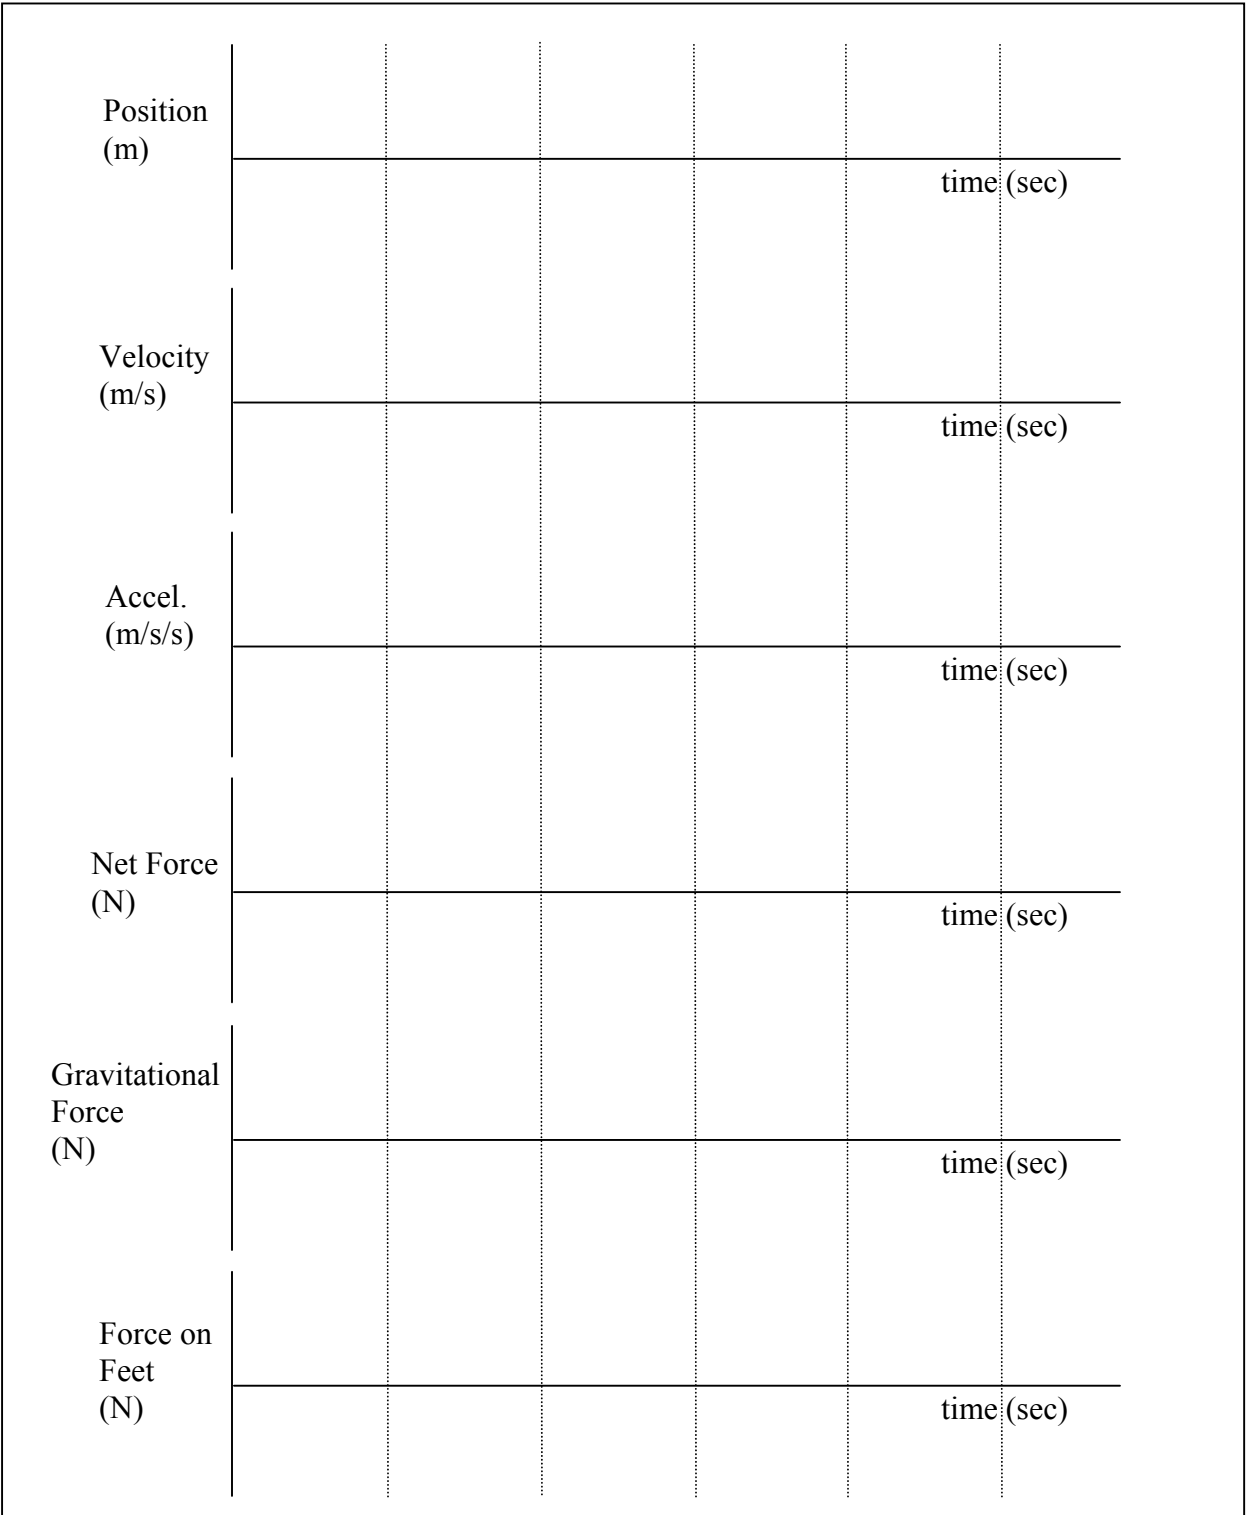 Position
(m)
time (sec)
Velocity
(m/s)
time (sec)
Accel.
(m/s/s)
time (sec)
Net Force
(N)
time (sec)
Gravitational
Force
(N)
time (sec)
Force on
Feet
(N)
time (sec)